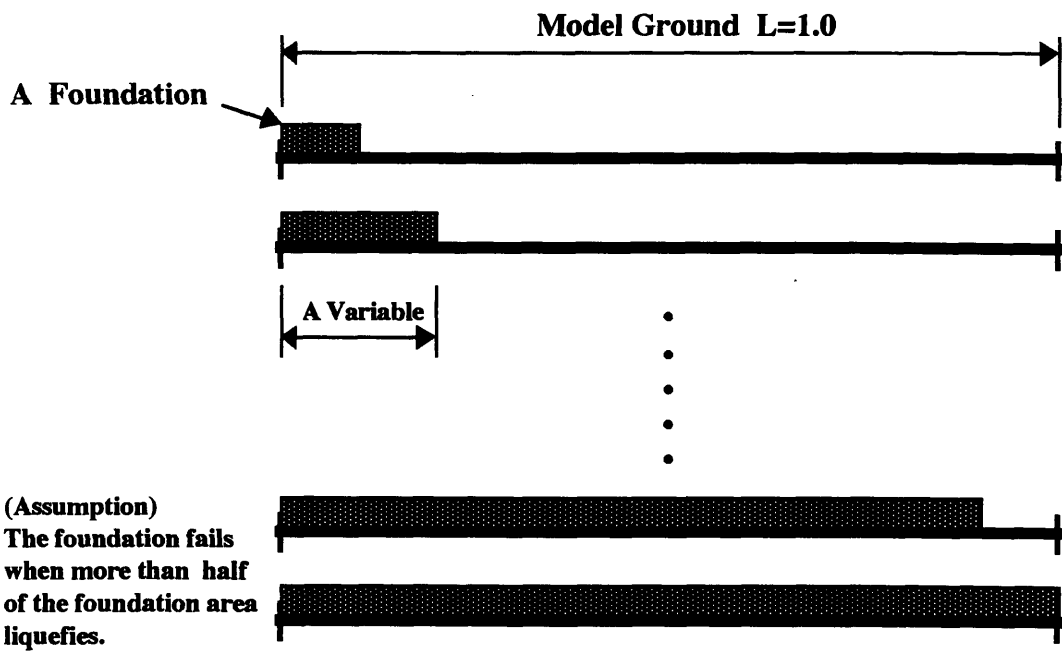 Model Ground L=1.0
A Foundation
A Variable
(Assumption)
The foundation fails
when more than half
of the foundation area
liquefies.